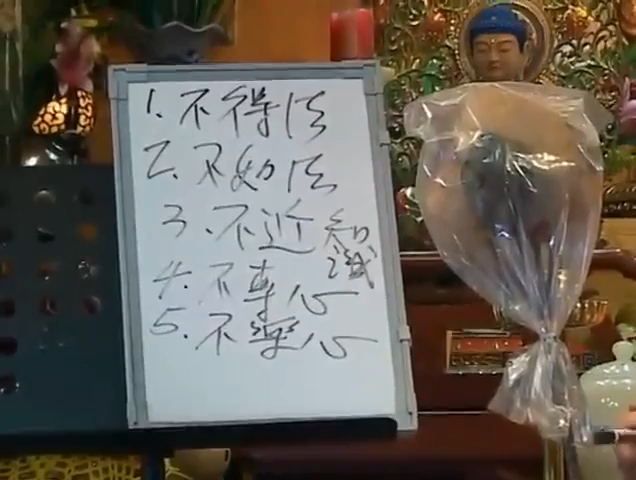 1. 不得法
2. 不如法
3. 不近知識
4. 不專心
5. 不樂心